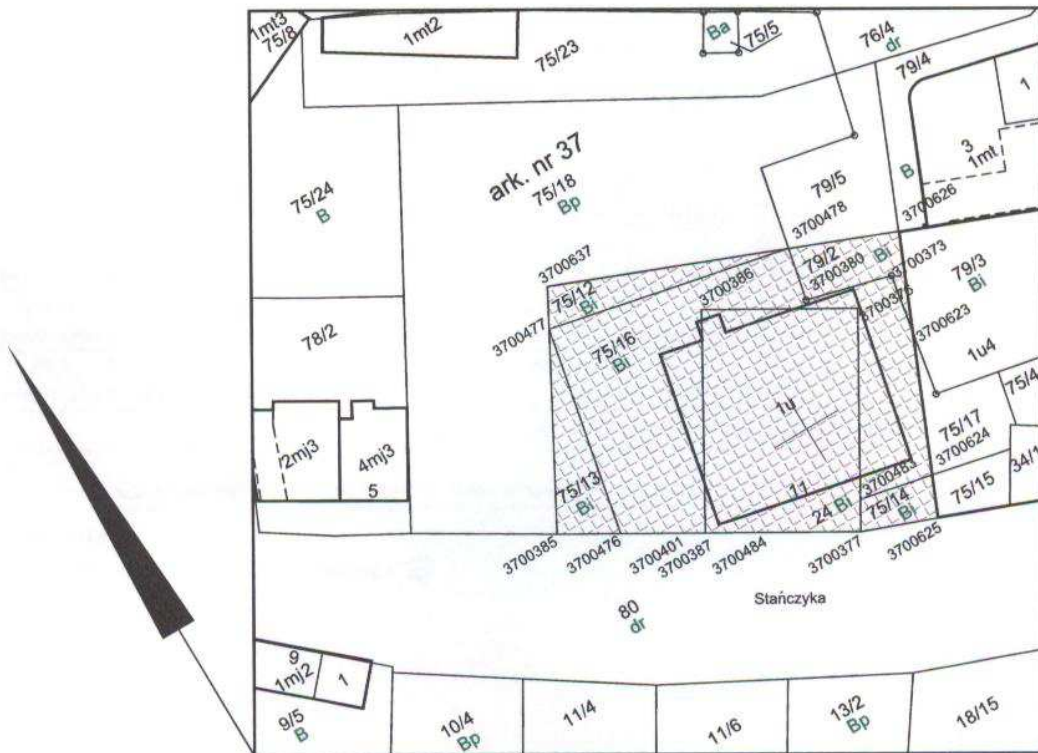 1mt3
75/8
1mt2
75/23
Ba
75/5
76/4
dr
79/4
1
3
1mt
ark. nr 37
75/18
Bp
75/24
B
79/5
B
3700478
3700626
3700637
79/2
Bi
3700380
3700373
79/3
Bi
75/12
Bi
3700386
3700375
3700477
75/16
Bi
3700623
78/2
1u4
75/4
1u
75/17
3700624
2mj3
4mj3
5
34/1
3700483
75/13
Bi
11
24 Bi
75/14
Bi
75/15
3700385
3700476
3700401
3700387
3700484
3700377
3700625
80
dr
Stańczyka
9
1mj2
1
9/5
B
10/4
Bp
11/4
11/6
13/2
Bp
18/15